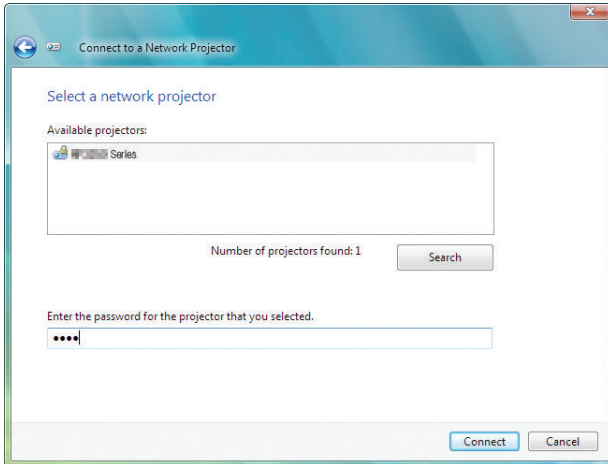 Connect to a Network Projector
Select a network projector
Available projectors:
Series
Number of projectors found: 1
Search
Enter the password for the projector that you selected.
••••
Connect
Cancel